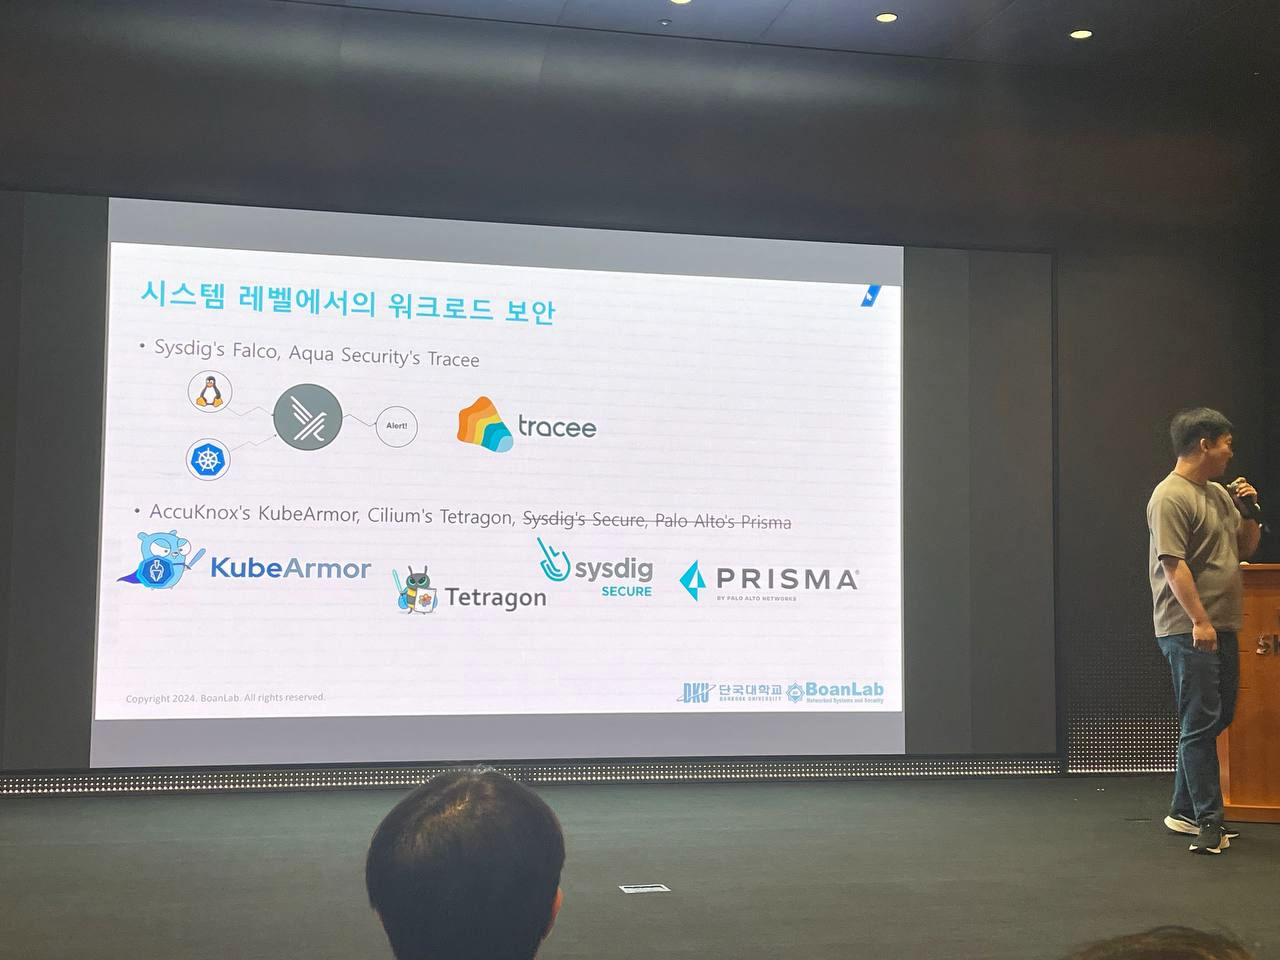 시스템 레벨에서의 워크로드 보안
• Sysdig's Falco, Aqua Security's Tracee
Alert!
tracee
• AccuKnox's KubeArmor, Cilium's Tetragon, Sysdig's Secure, Palo Alto's Prisma
KubeArmor
Tetragon
sysdig
SECURE
PRISMA
BY PALO ALTO NETWORKS
Copyright 2024. BoanLab. All rights reserved.
DKU 단국대학교
DANKOOK UNIVERSITY
BoanLab
Networked Systems and Security